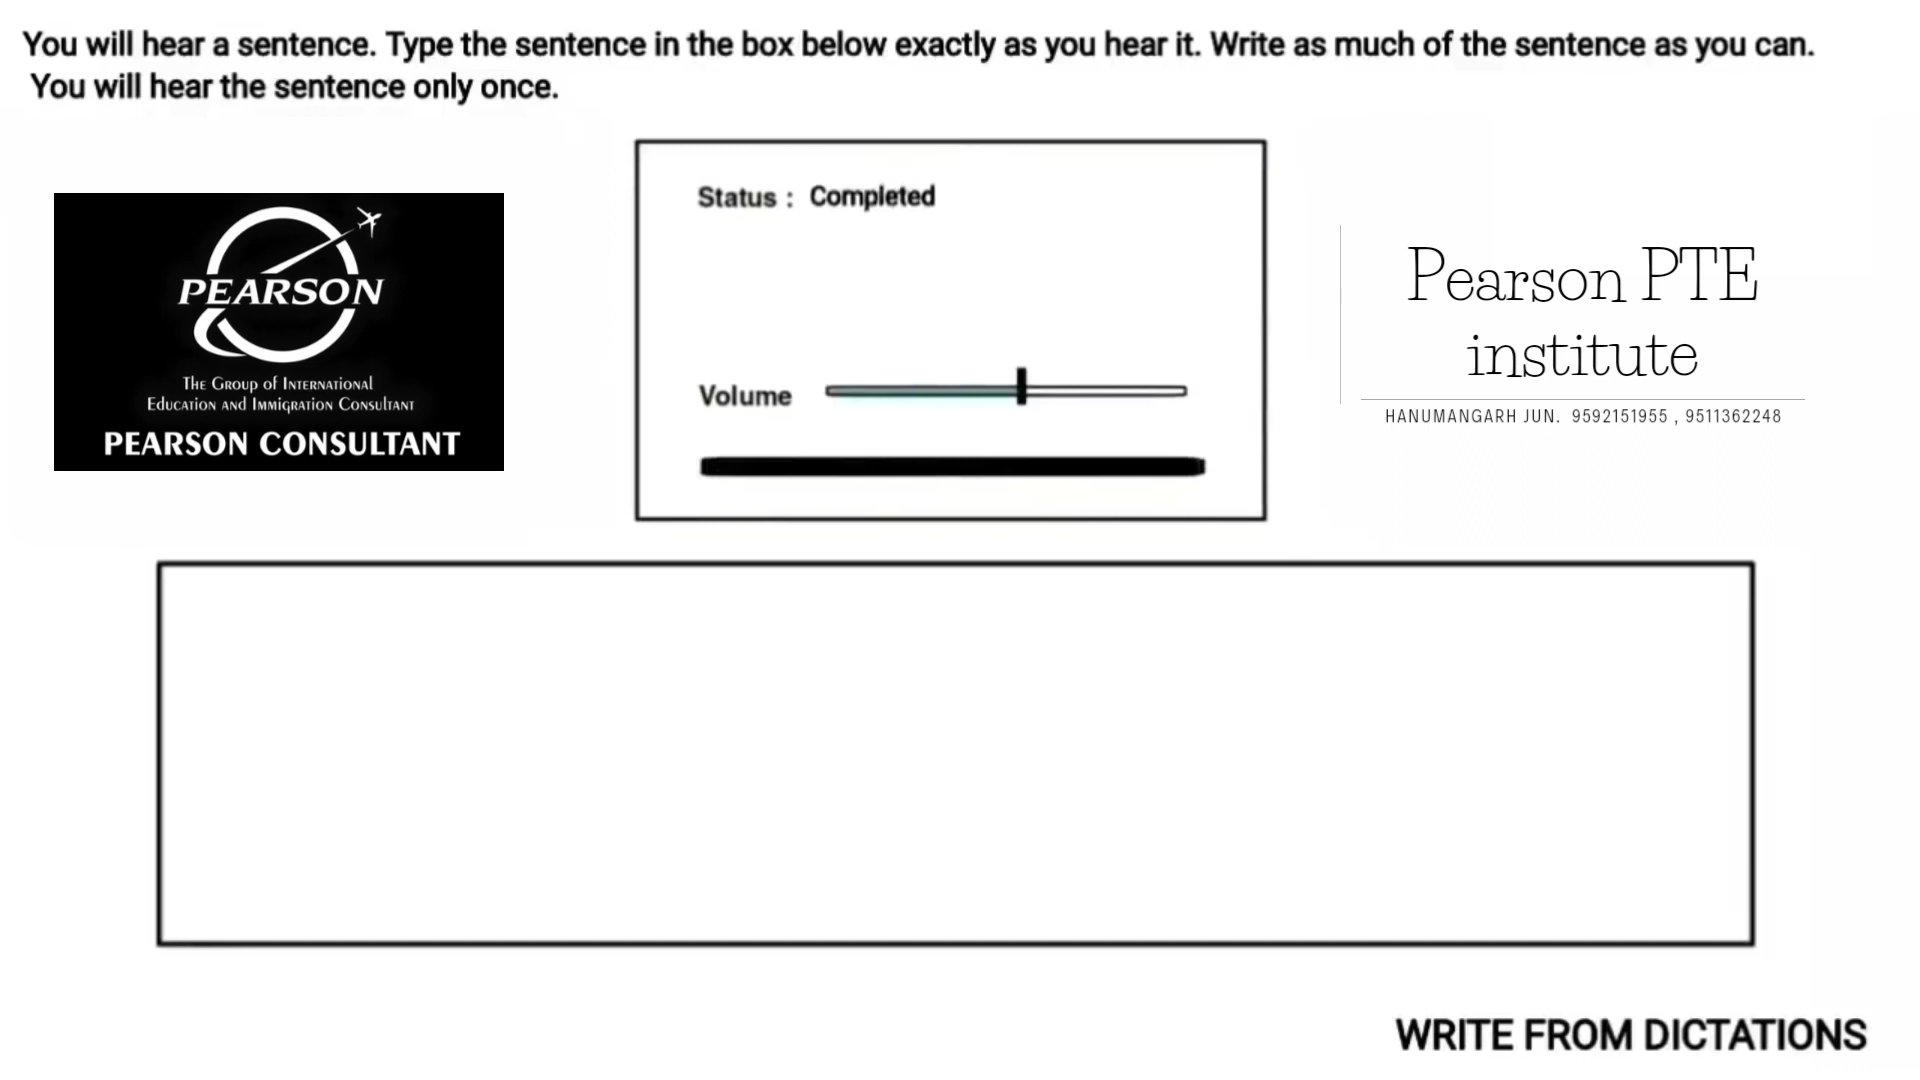 You will hear a sentence. Type the sentence in the box below exactly as you hear it. Write as much of the sentence as you can.
You will hear the sentence only once.
PEARSON
The Group of International
Education and Immigration Consultant
PEARSON CONSULTANT
Status : Completed
Volume
Pearson PTE
institute
HANUMANGARH JUN. 9592151955 , 9511362248
WRITE FROM DICTATIONS